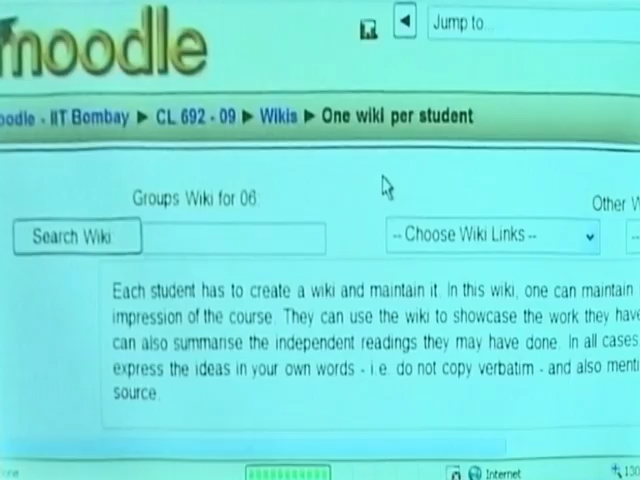 moodle
Jump to...
oodle - IIT Bombay ► CL 692 - 09 ► Wikis ► One wiki per student
Groups Wiki for 06:
Other W
Search Wiki:
-- Choose Wiki Links --
--
Each student has to create a wiki and maintain it. In this wiki, one can maintain
impression of the course. They can use the wiki to showcase the work they have
can also summarise the independent readings they may have done. In all cases
express the ideas in your own words - i.e. do not copy verbatim - and also menti
source.
Internet
130